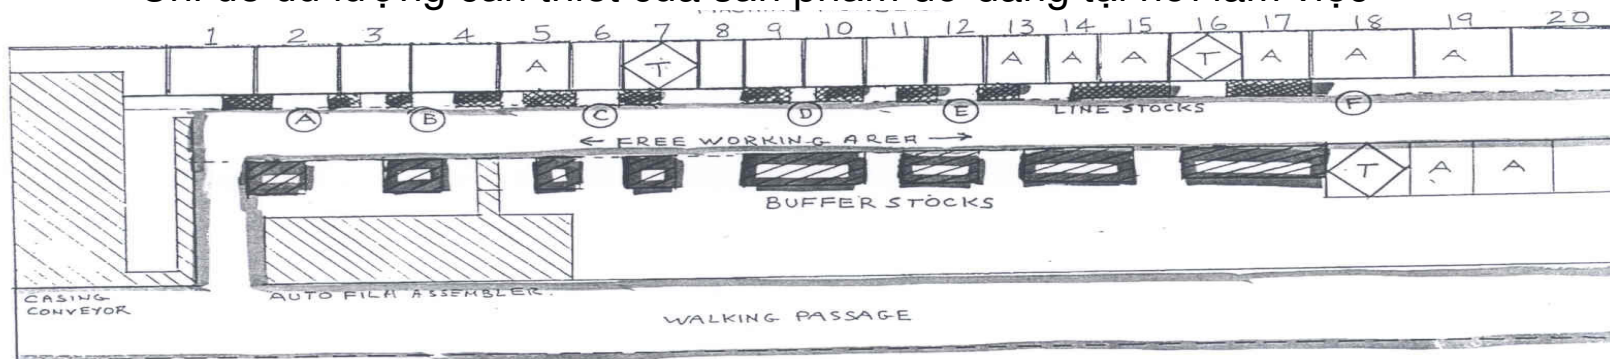 1 2 3 4 5 6 7 8 9 10 11 12 13 14 15 16 17 18 19 20
A T A A A T A A A
A B C D E LINE STOCKS F
← FREE WORKING AREA →
T A A
BUFFER STOCKS
CASING
CONVEYOR
AUTO FILM ASSEMBLER.
WALKING PASSAGE